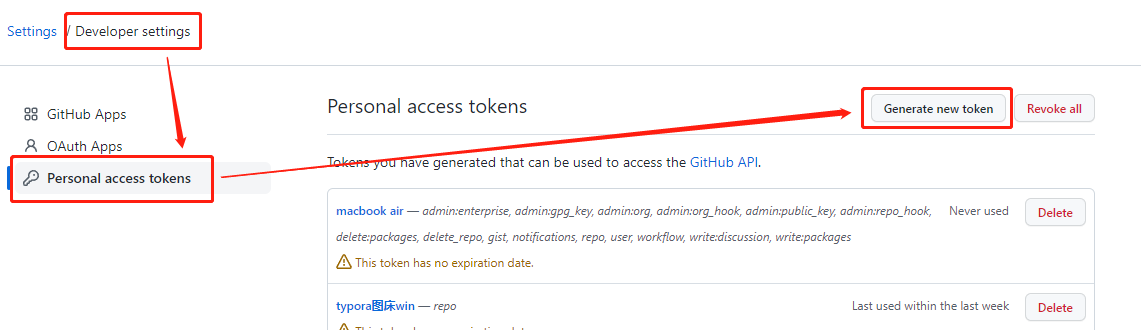 Settings / Developer settings
GitHub Apps
OAuth Apps
Personal access tokens
Personal access tokens
Generate new token
Revoke all
Tokens you have generated that can be used to access the GitHub API.
macbook air — admin:enterprise, admin:gpg_key, admin:org, admin:org_hook, admin:public_key, admin:repo_hook,
delete:packages, delete_repo, gist, notifications, repo, user, workflow, write:discussion, write:packages
Never used
Delete
This token has no expiration date.
typora图床win — repo
Last used within the last week
Delete